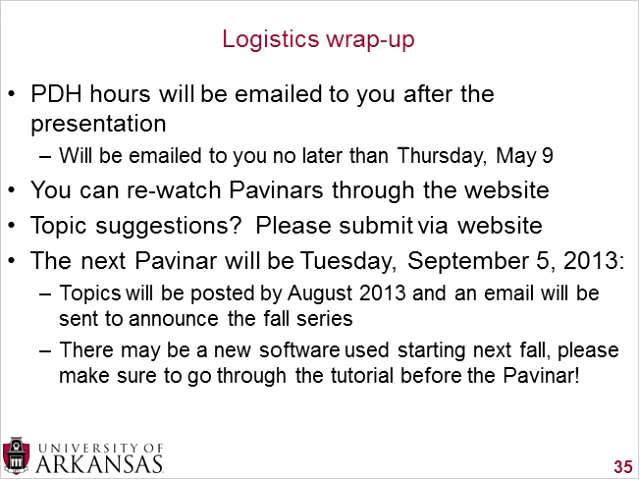 Logistics wrap-up
• PDH hours will be emailed to you after the
presentation
– Will be emailed to you no later than Thursday, May 9
• You can re-watch Pavinars through the website
• Topic suggestions?  Please submit via website
• The next Pavinar will be Tuesday, September 5, 2013:
– Topics will be posted by August 2013 and an email will be
sent to announce the fall series
– There may be a new software used starting next fall, please
make sure to go through the tutorial before the Pavinar!
UNIVERSITY OF
ARKANSAS
35